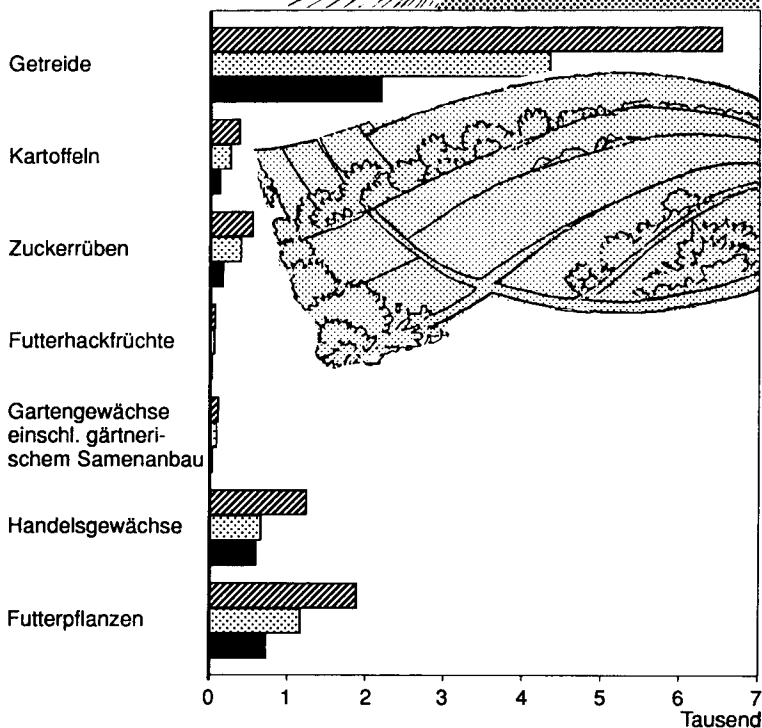 Getreide
Kartoffeln
Zuckerrüben
Futterhackfrüchte
Gartengewächse
einschl. gärtneri-
schem Samenanbau
Handelsgewächse
Futterpflanzen
0 1 2 3 4 5 6 7
Tausend